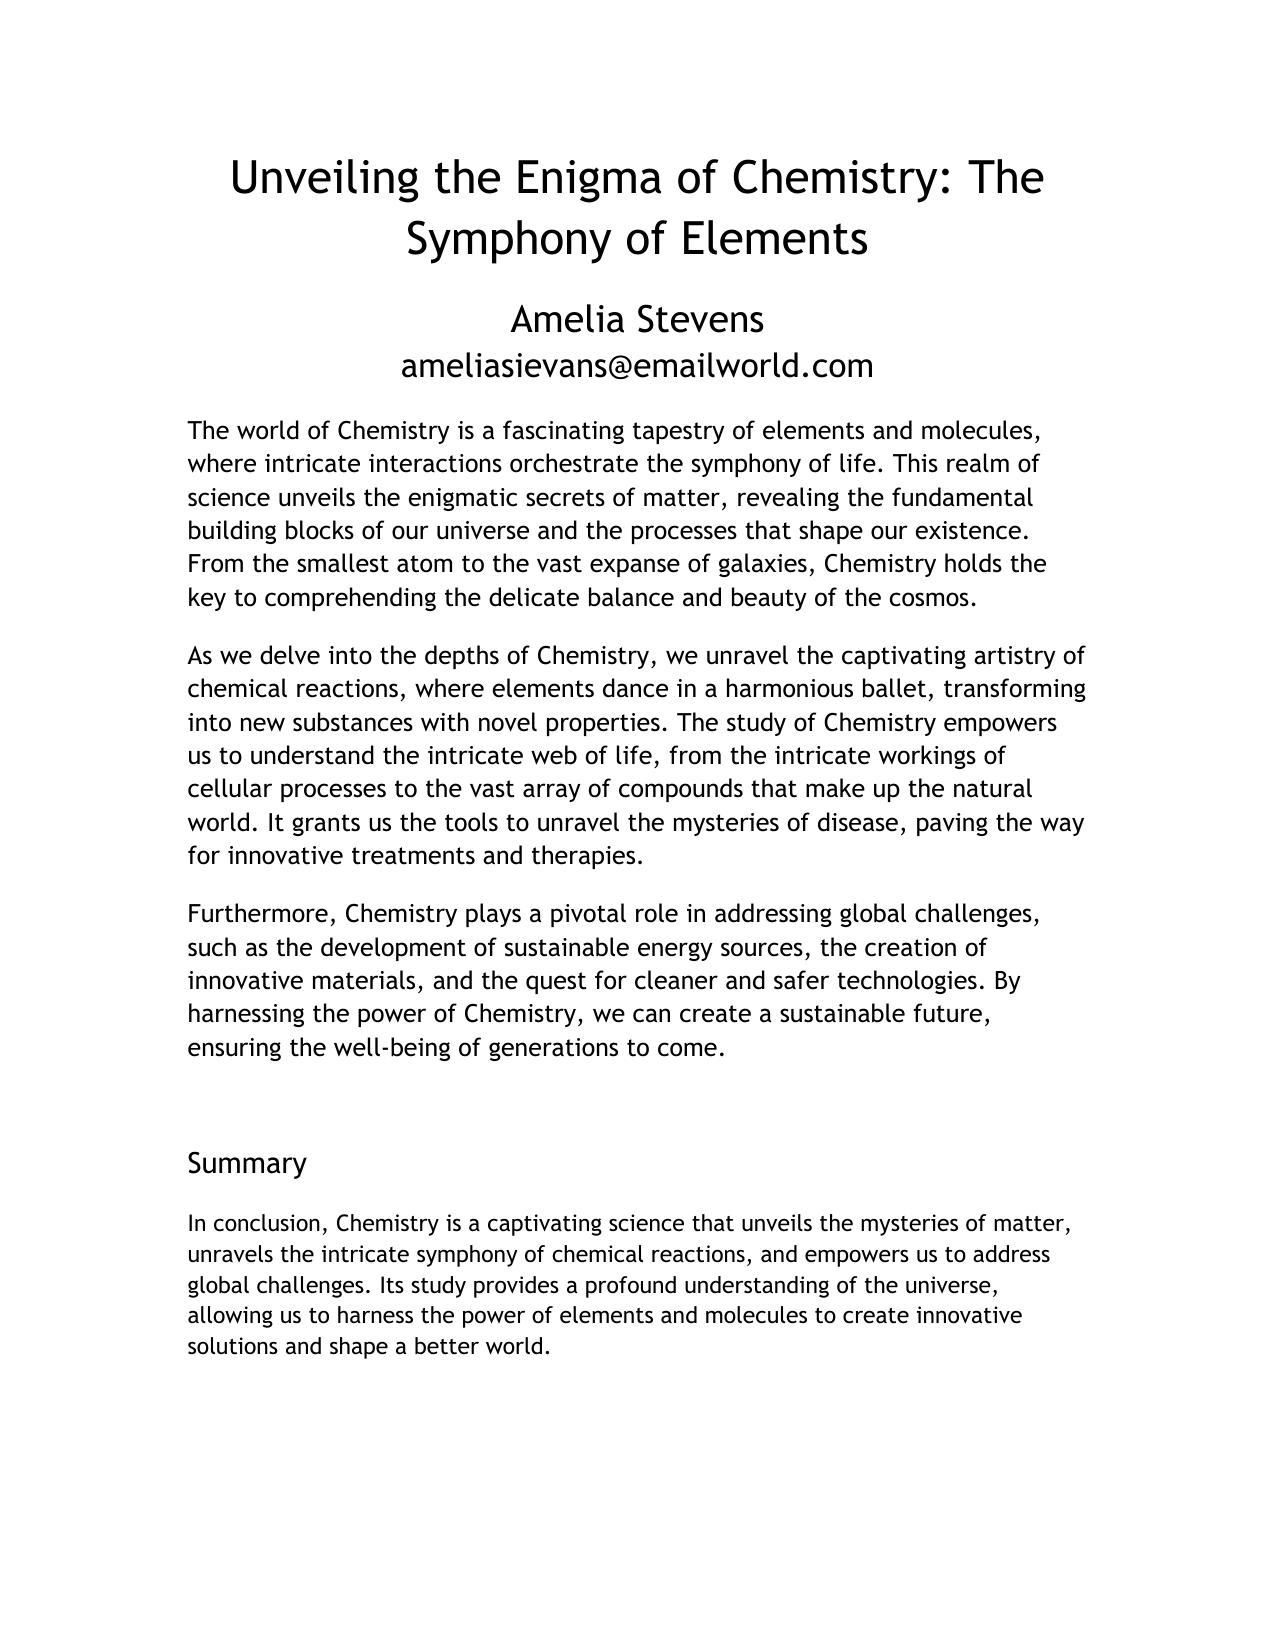 Unveiling the Enigma of Chemistry: The
Symphony of Elements
Amelia Stevens
ameliasievans@emailworld.com
The world of Chemistry is a fascinating tapestry of elements and molecules,
where intricate interactions orchestrate the symphony of life. This realm of
science unveils the enigmatic secrets of matter, revealing the fundamental
building blocks of our universe and the processes that shape our existence.
From the smallest atom to the vast expanse of galaxies, Chemistry holds the
key to comprehending the delicate balance and beauty of the cosmos.
As we delve into the depths of Chemistry, we unravel the captivating artistry of
chemical reactions, where elements dance in a harmonious ballet, transforming
into new substances with novel properties. The study of Chemistry empowers
us to understand the intricate web of life, from the intricate workings of
cellular processes to the vast array of compounds that make up the natural
world. It grants us the tools to unravel the mysteries of disease, paving the way
for innovative treatments and therapies.
Furthermore, Chemistry plays a pivotal role in addressing global challenges,
such as the development of sustainable energy sources, the creation of
innovative materials, and the quest for cleaner and safer technologies. By
harnessing the power of Chemistry, we can create a sustainable future,
ensuring the well-being of generations to come.
Summary
In conclusion, Chemistry is a captivating science that unveils the mysteries of matter,
unravels the intricate symphony of chemical reactions, and empowers us to address
global challenges. Its study provides a profound understanding of the universe,
allowing us to harness the power of elements and molecules to create innovative
solutions and shape a better world.